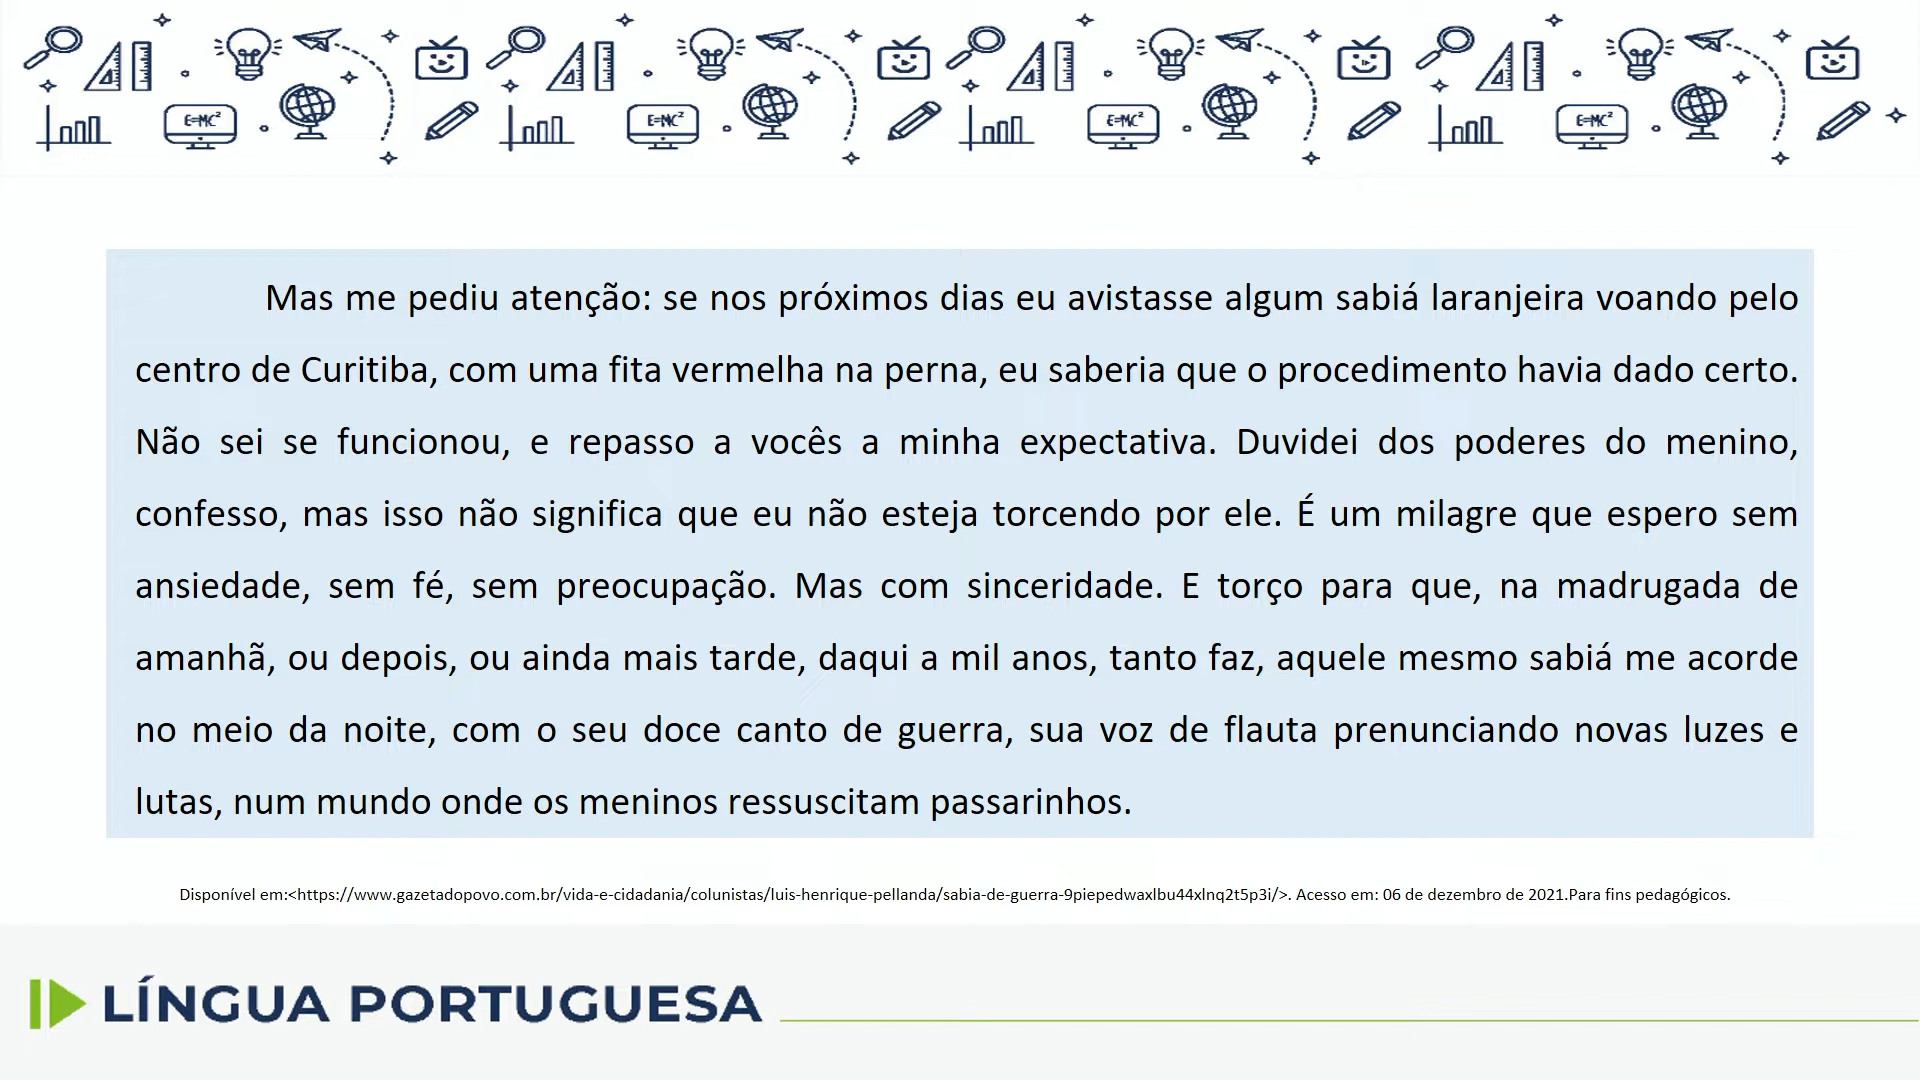 E=MC²
E=MC²
E=MC²
E=MC²
Mas me pediu atenção: se nos próximos dias eu avistasse algum sabiá laranjeira voando pelo
centro de Curitiba, com uma fita vermelha na perna, eu saberia que o procedimento havia dado certo.
Não sei se funcionou, e repasso a vocês a minha expectativa. Duvidei dos poderes do menino,
confesso, mas isso não significa que eu não esteja torcendo por ele. É um milagre que espero sem
ansiedade, sem fé, sem preocupação. Mas com sinceridade. E torço para que, na madrugada de
amanhã, ou depois, ou ainda mais tarde, daqui a mil anos, tanto faz, aquele mesmo sabiá me acorde
no meio da noite, com o seu doce canto de guerra, sua voz de flauta prenunciando novas luzes e
lutas, num mundo onde os meninos ressuscitam passarinhos.
Disponível em:<https://www.gazetadopovo.com.br/vida-e-cidadania/colunistas/luis-henrique-pellanda/sabia-de-guerra-9piepedwaxlbu44xlnq2t5p3i/>. Acesso em: 06 de dezembro de 2021.Para fins pedagógicos.
LÍNGUA PORTUGUESA